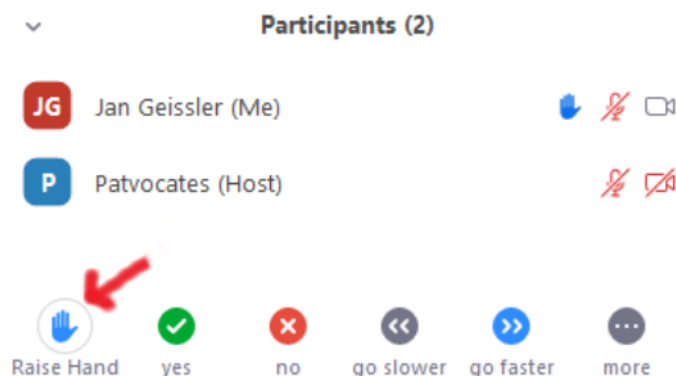 Participants (2)
JG Jan Geissler (Me)
P Patvocates (Host)
Raise Hand yes no go slower go faster more